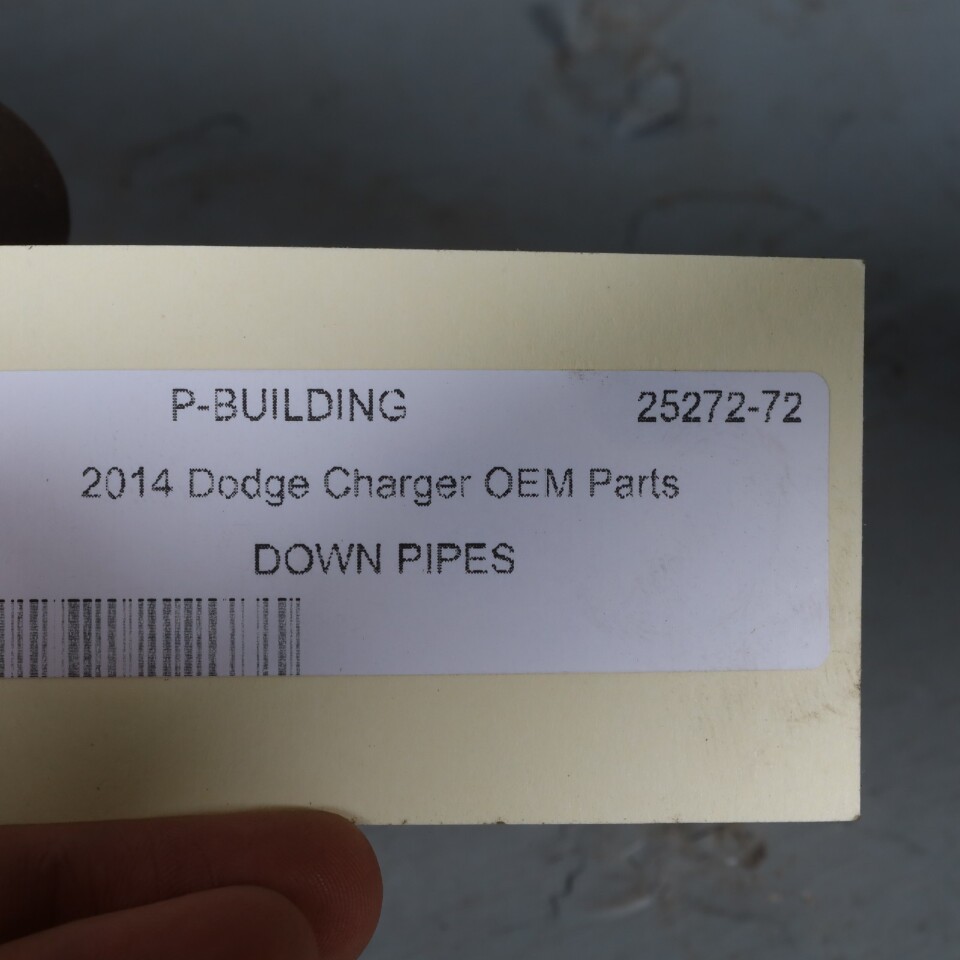 P-BUILDING 25272-72
2014 Dodge Charger OEM Parts
DOWN PIPES